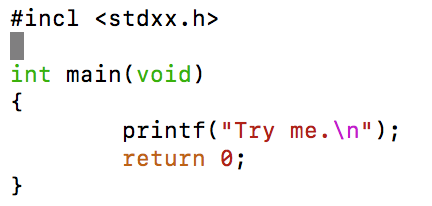 #incl <stdxx.h>

int main(void)
{
        printf("Try me.\n");
        return 0;
}